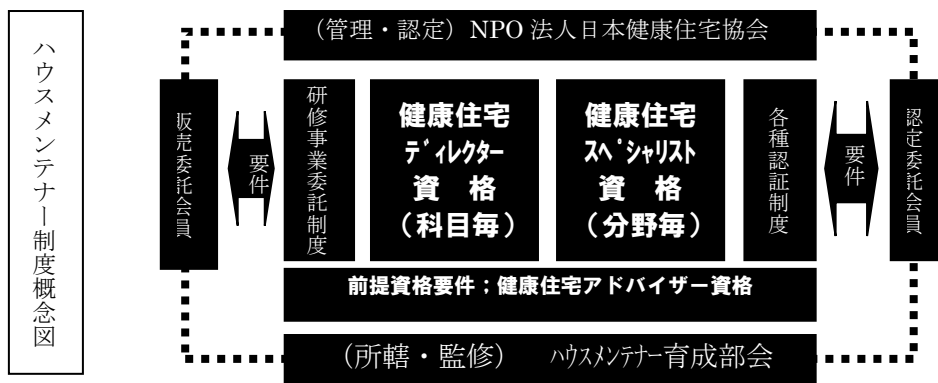 ハウスメンテナー制度概念図
（管理・認定）NPO法人日本健康住宅協会
販売委託会員
要件
研修事業委託制度
健康住宅
ﾃﾞｨﾚｸﾀｰ
資　格
（科目毎）
健康住宅
ｽﾍﾟｼｬﾘｽﾄ
資　格
（分野毎）
各種認証制度
要件
認定委託会員
前提資格要件；健康住宅アドバイザー資格
（所轄・監修）　ﾊｳｽﾒﾝﾃﾅｰ育成部会